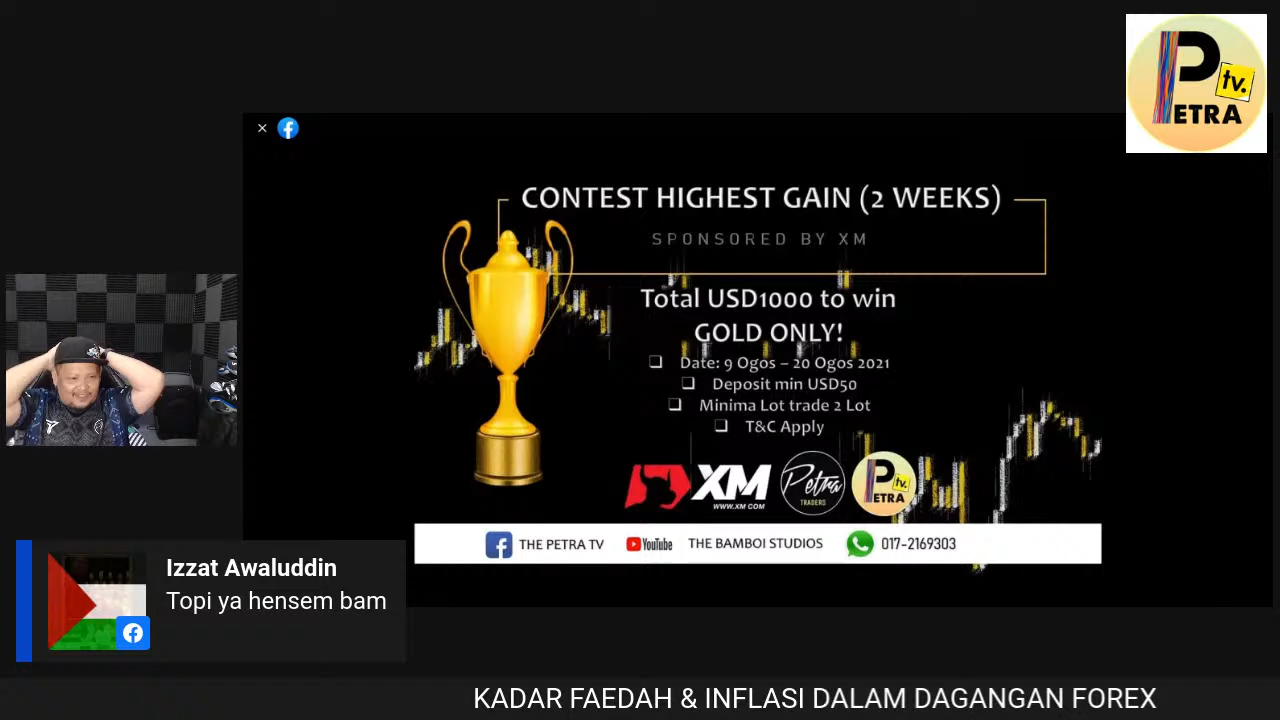 P tv.
ETRA
CONTEST HIGHEST GAIN (2 WEEKS)
SPONSORED BY XM
Total USD1000 to win
GOLD ONLY!
Date: 9 Ogos – 20 Ogos 2021
Deposit min USD50
Minima Lot trade 2 Lot
T&C Apply
XM
WWW.XM.COM
Petra
TRADERS
P tv.
ETRA
THE PETRA TV
YouTube
THE BAMBOI STUDIOS
017-2169303
Izzat Awaluddin
Topi ya hensem bam
KADAR FAEDAH & INFLASI DALAM DAGANGAN FOREX